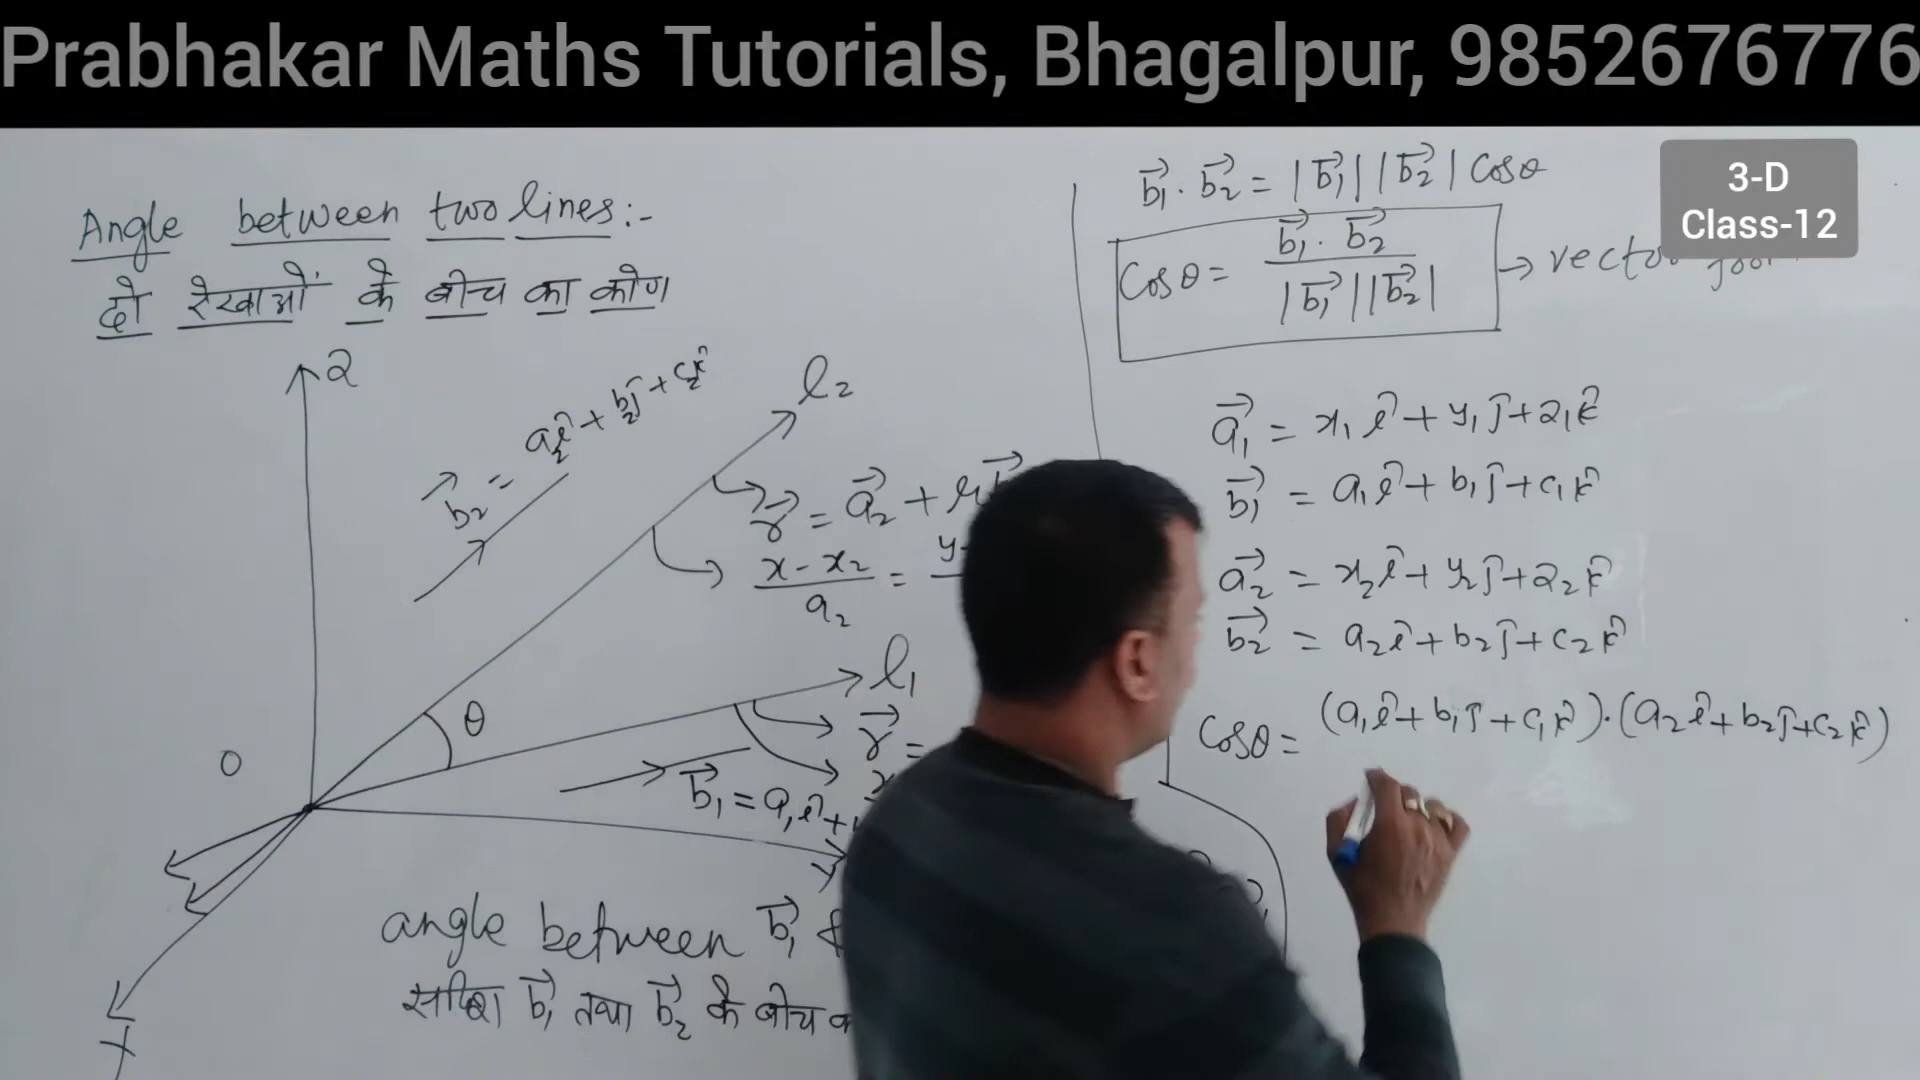 Prabhakar Maths Tutorials, Bhagalpur, 9852676776
3-D
Class-12
Angle between two lines:-
दो रेखाओं के बीच का कोण
z
b₂⃗ = a₂î + b₂ĵ + c₂k̂
l₂
r⃗ = a₂⃗ + μ
(x - x₂)/a₂ =
l₁
r⃗ =
θ
O
b₁⃗ = a₁î +
y
x
angle between b₁⃗ &
सदिश b₁⃗ तथा b₂⃗ के बीच
b₁⃗ . b₂⃗ = |b₁⃗| |b₂⃗| Cosθ
Cosθ = (b₁⃗ . b₂⃗)/(|b₁⃗| |b₂⃗|) → vector
a₁⃗ = x₁î + y₁ĵ + z₁k̂
b₁⃗ = a₁î + b₁ĵ + c₁k̂
a₂⃗ = x₂î + y₂ĵ + z₂k̂
b₂⃗ = a₂î + b₂ĵ + c₂k̂
Cosθ = (a₁î + b₁ĵ + c₁k̂).(a₂î + b₂ĵ + c₂k̂)